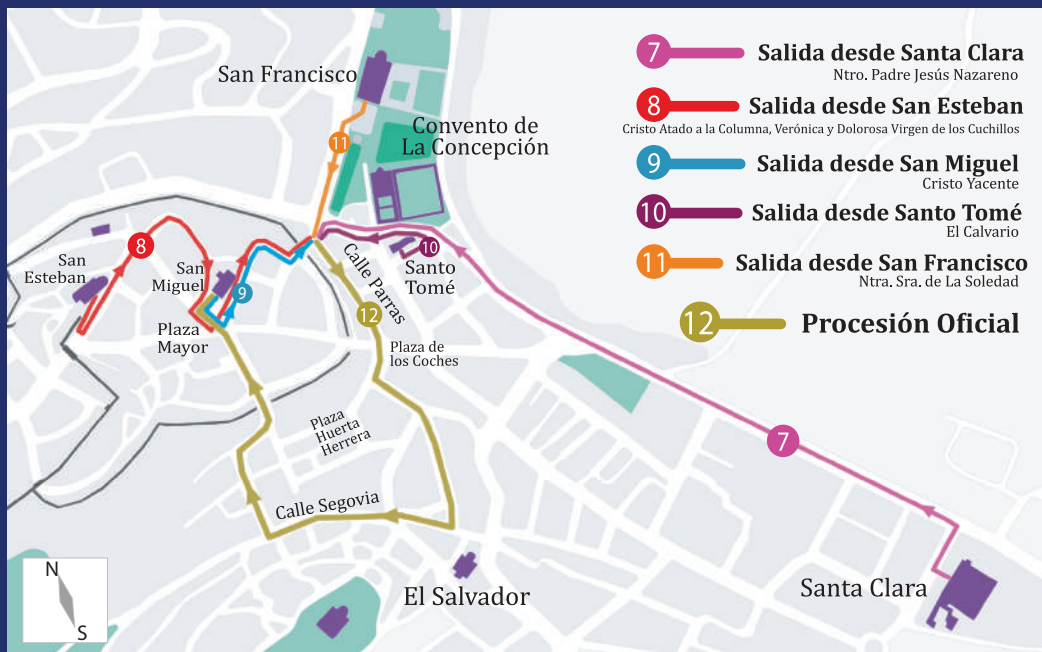 San Francisco
Convento de
La Concepción
11
7 Salida desde Santa Clara
Ntro. Padre Jesús Nazareno
8 Salida desde San Esteban
Cristo Atado a la Columna, Verónica y Dolorosa Virgen de los Cuchillos
9 Salida desde San Miguel
Cristo Yacente
10 Salida desde Santo Tomé
El Calvario
11 Salida desde San Francisco
Ntra. Sra. de La Soledad
12 Procesión Oficial
8
San
Esteban
San
Miguel
9
Plaza
Mayor
10
Santo
Tomé
Calle Parras
12
Plaza de
los Coches
Plaza
Huerta
Herrera
7
Calle Segovia
El Salvador
Santa Clara
N
S